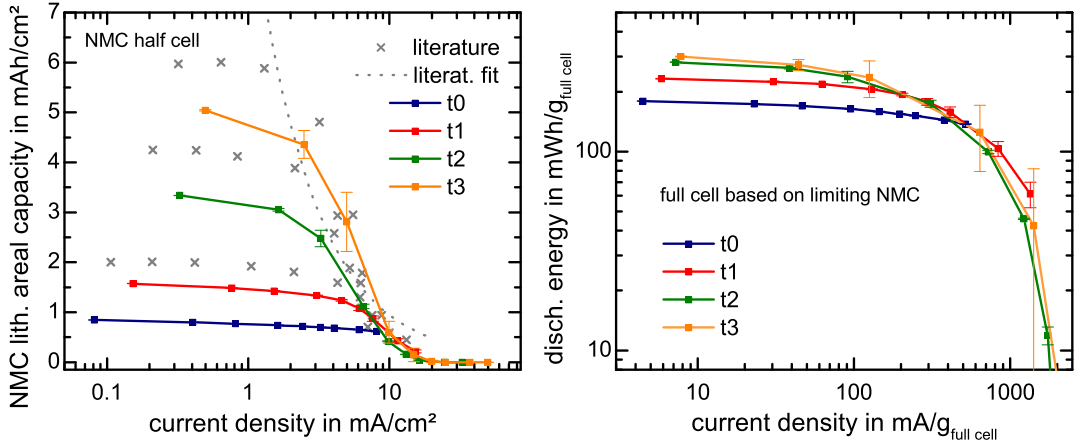 NMC lith. areal capacity in mAh/cm²
7
6
5
4
3
2
1
0
NMC half cell
literature
literat. fit
t0
t1
t2
t3
0.1
1
10
current density in mA/cm²
disch. energy in mWh/g_full cell
100
10
full cell based on limiting NMC
t0
t1
t2
t3
10
100
1000
current density in mA/g_full cell